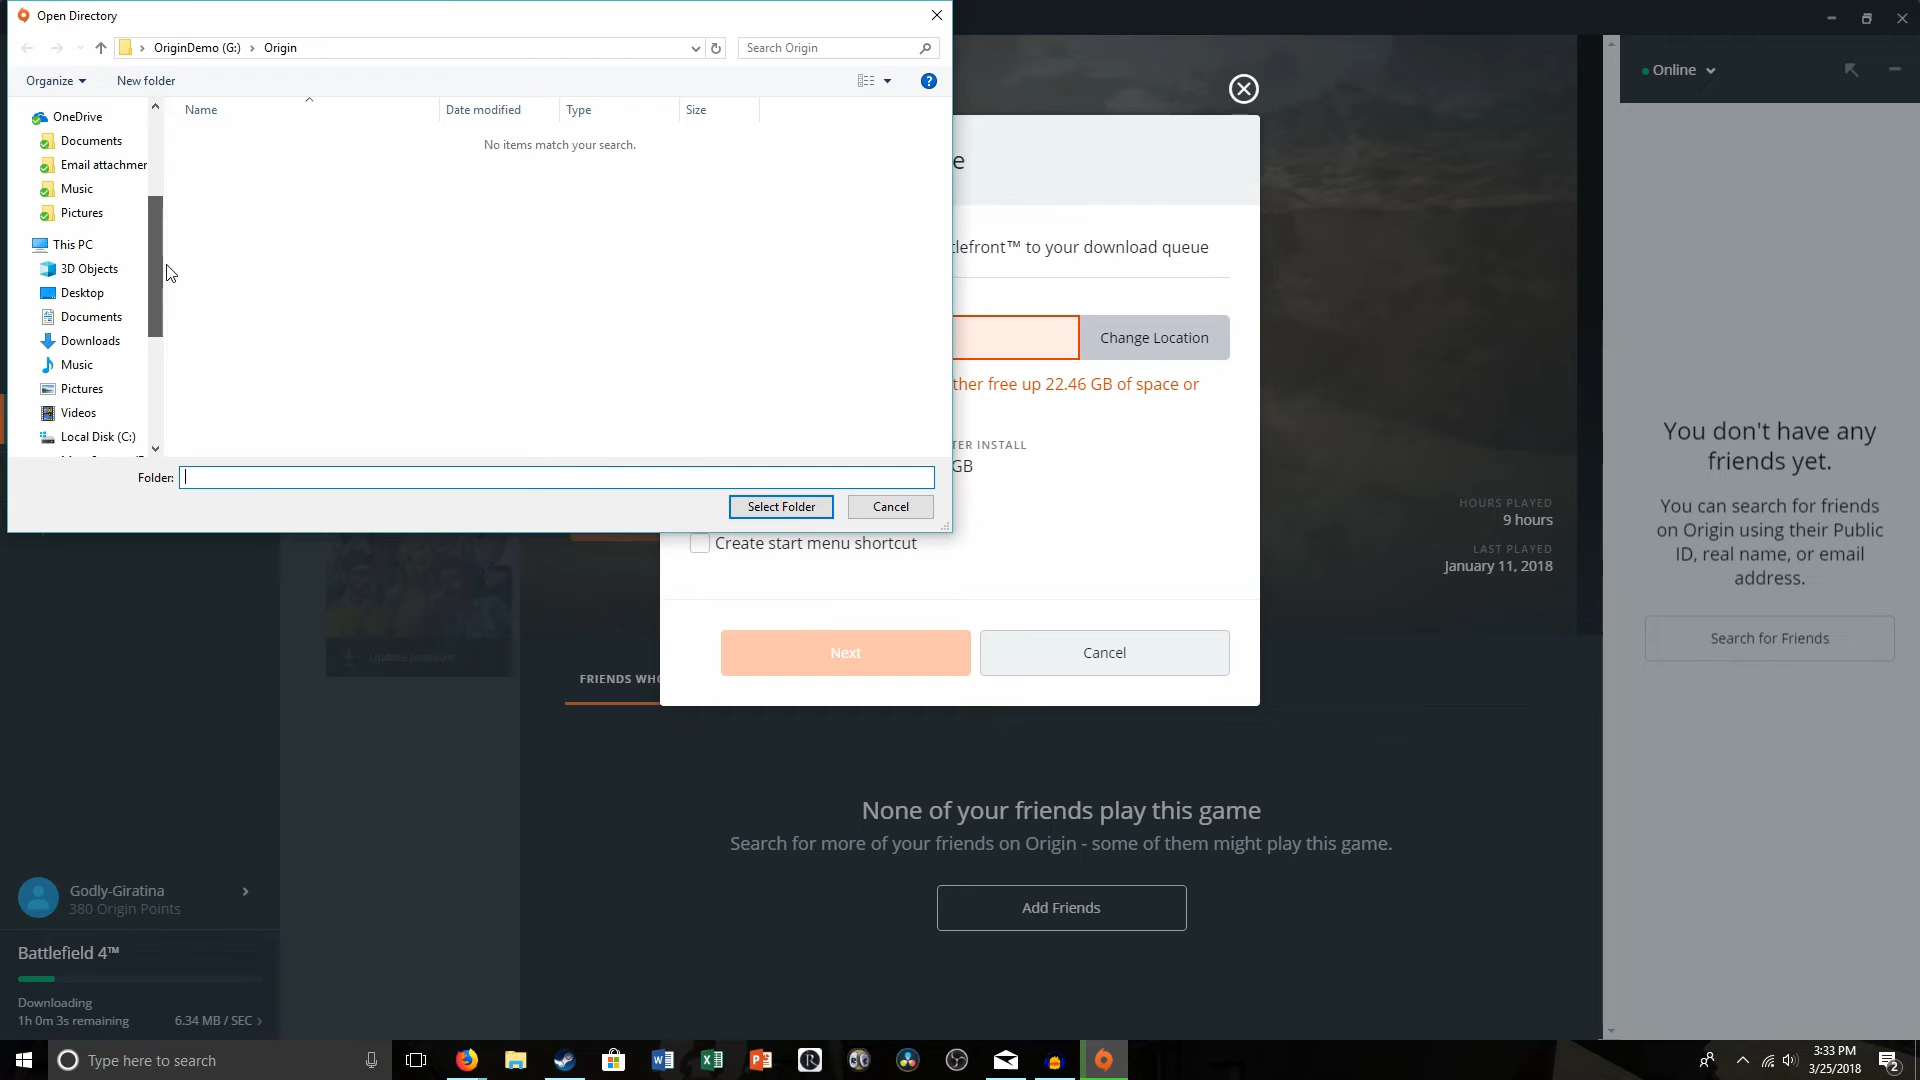 Open Directory
OriginDemo (G:) > Origin
Search Origin
Organize
New folder
Name
Date modified
Type
Size
No items match your search.
OneDrive
Documents
Email attachmer
Music
Pictures
This PC
3D Objects
Desktop
Documents
Downloads
Music
Pictures
Videos
Local Disk (C:)
Folder:
Select Folder
Cancel
e
tlefront™ to your download queue
Change Location
ther free up 22.46 GB of space or
TER INSTALL
GB
Create start menu shortcut
Next
Cancel
Online
You don't have any
friends yet.
You can search for friends
on Origin using their Public
ID, real name, or email
address.
Search for Friends
HOURS PLAYED
9 hours
LAST PLAYED
January 11, 2018
Update available
FRIENDS WHO
None of your friends play this game
Search for more of your friends on Origin - some of them might play this game.
Add Friends
Godly-Giratina
380 Origin Points
Battlefield 4™
Downloading
1h 0m 3s remaining
6.34 MB / SEC
Type here to search
3:33 PM
3/25/2018
2